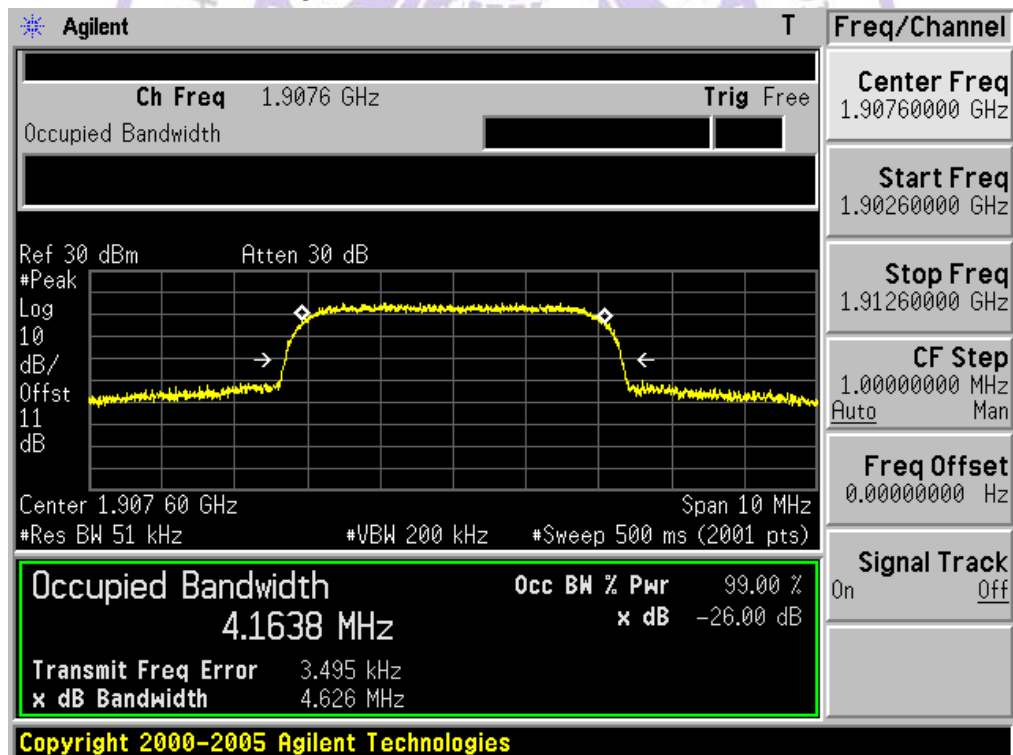 Agilent T
Freq/Channel
Ch Freq 1.9076 GHz Trig Free
Occupied Bandwidth
Center Freq
1.90760000 GHz
Start Freq
1.90260000 GHz
Stop Freq
1.91260000 GHz
CF Step
1.00000000 MHz
Auto Man
Freq Offset
0.00000000 Hz
Signal Track
On Off
Ref 30 dBm Atten 30 dB
#Peak
Log
10
dB/
Offst
11
dB
Center 1.907 60 GHz Span 10 MHz
#Res BW 51 kHz #VBW 200 kHz #Sweep 500 ms (2001 pts)
Occupied Bandwidth
4.1638 MHz
Occ BW % Pwr 99.00 %
x dB -26.00 dB
Transmit Freq Error 3.495 kHz
x dB Bandwidth 4.626 MHz
Copyright 2000-2005 Agilent Technologies